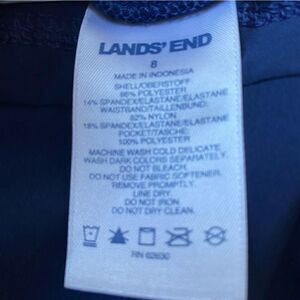 LANDS' END
8
MADE IN INDONESIA
SHELL/OBERSTOFF:
86% POLYESTER
14% SPANDEX/ELASTANE/ELASTANE
WAISTBAND/TAILLENBUND:
82% NYLON
18% SPANDEX/ELASTANE/ELASTANE
POCKET/TASCHE:
100% POLYESTER
MACHINE WASH COLD DELICATE
WASH DARK COLORS SEPARATELY.
DO NOT BLEACH.
DO NOT USE FABRIC SOFTENER.
REMOVE PROMPTLY.
LINE DRY.
DO NOT IRON.
DO NOT DRY CLEAN.
RN 62630